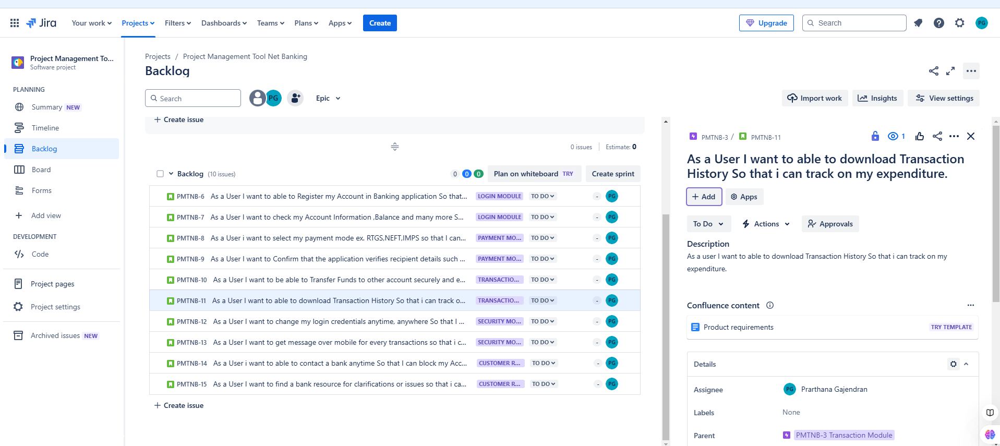 Jira
Your work
Projects
Filters
Dashboards
Teams
Plans
Apps
Create
Upgrade
Search
PG
Project Management To...
Software project
PLANNING
Summary NEW
Timeline
Backlog
Board
Forms
Add view
DEVELOPMENT
Code
Project pages
Project settings
Archived issues NEW
Projects / Project Management Tool Net Banking
Backlog
Search
PG
Epic
Import work
Insights
View settings
Create issue
0 issues Estimate: 0
Backlog (10 issues) 0 0 0 Plan on whiteboard TRY Create sprint
PMTNB-6 As a User I want to able to Register my Account in Banking application So that... LOGIN MODULE TO DO - PG
PMTNB-7 As a User I want to check my Account Information ,Balance and many more S... LOGIN MODULE TO DO - PG
PMTNB-8 As a User i want to select my payment mode ex. RTGS,NEFT,IMPS so that I can... PAYMENT MO... TO DO - PG
PMTNB-9 As a User I want to Confirm that the application verifies recipient details such ... PAYMENT MO... TO DO - PG
PMTNB-10 As a User I want to be able to Transfer Funds to other account securely and e... TRANSACTIO... TO DO - PG
PMTNB-11 As a User I want to able to download Transaction History So that i can track o... TRANSACTIO... TO DO - PG
PMTNB-12 As a User I want to change my login credentials anytime, anywhere So that I ... SECURITY MO... TO DO - PG
PMTNB-13 As a User I want to get message over mobile for every transactions so that i c... SECURITY MO... TO DO - PG
PMTNB-14 As a User i want to able to contact a bank anytime So that I can block my Acc... CUSTOMER R... TO DO - PG
PMTNB-15 As a User I want to find a bank resource for clarifications or issues so that i ca... CUSTOMER R... TO DO - PG
Create issue
PMTNB-3 / PMTNB-11
1
As a User I want to able to download Transaction
History So that i can track on my expenditure.
Add
Apps
To Do
Actions
Approvals
Description
As a user I want to able to download Transaction History So that i can track on my
expenditure.
Confluence content
Product requirements TRY TEMPLATE
Details
Assignee PG Prarthana Gajendran
Labels None
Parent PMTNB-3 Transaction Module